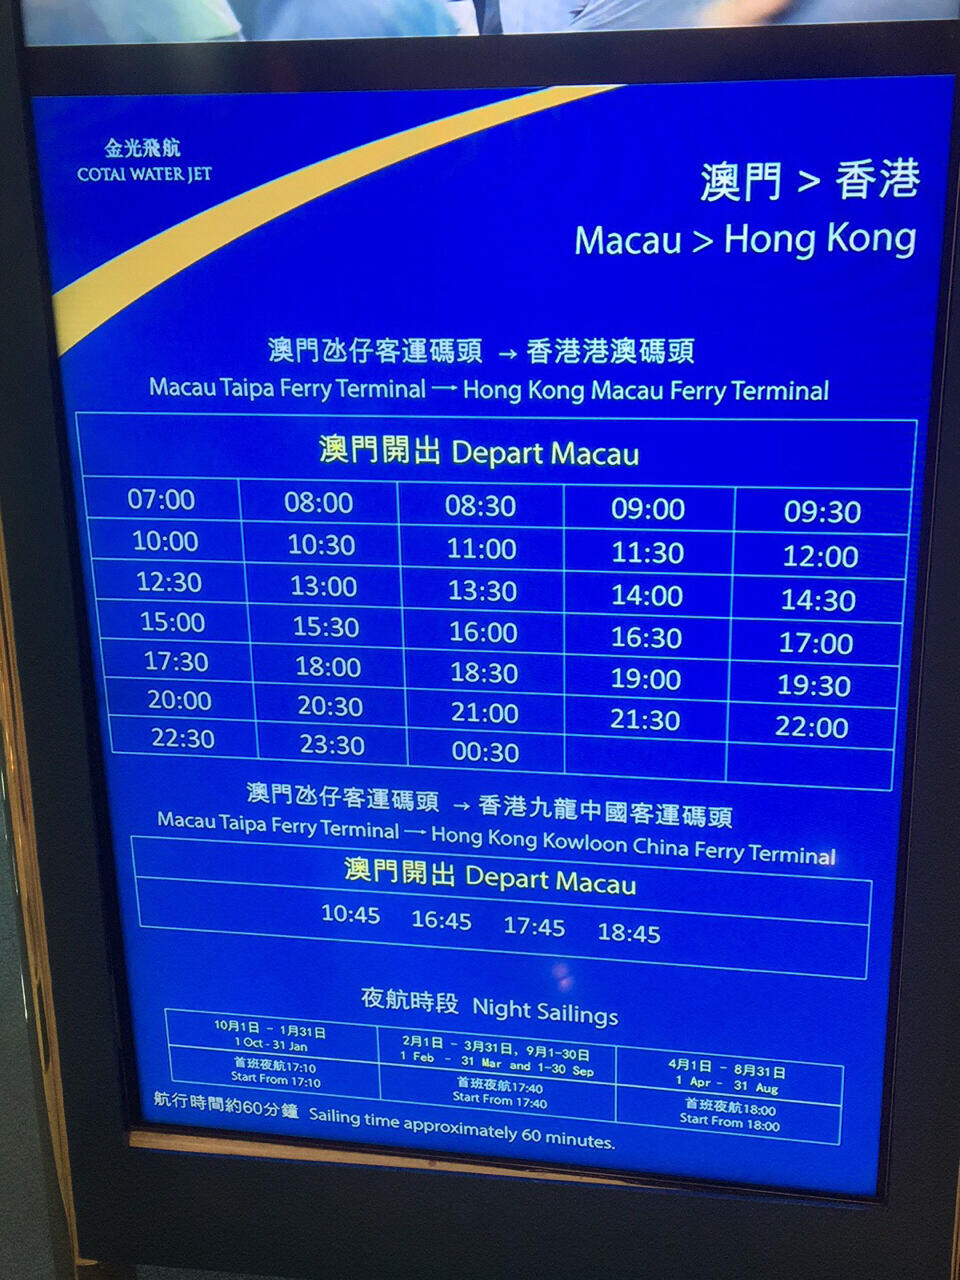 金光飛航
COTAI WATER JET
澳門 > 香港
Macau > Hong Kong
澳門氹仔客運碼頭 → 香港港澳碼頭
Macau Taipa Ferry Terminal → Hong Kong Macau Ferry Terminal
澳門開出 Depart Macau
07:00 08:00 08:30 09:00 09:30
10:00 10:30 11:00 11:30 12:00
12:30 13:00 13:30 14:00 14:30
15:00 15:30 16:00 16:30 17:00
17:30 18:00 18:30 19:00 19:30
20:00 20:30 21:00 21:30 22:00
22:30 23:30 00:30
澳門氹仔客運碼頭 → 香港九龍中國客運碼頭
Macau Taipa Ferry Terminal → Hong Kong Kowloon China Ferry Terminal
澳門開出 Depart Macau
10:45 16:45 17:45 18:45
夜航時段 Night Sailings
10月1日 - 1月31日 2月1日 - 3月31日, 9月1-30日 4月1日 - 8月31日
1 Oct - 31 Jan 1 Feb - 31 Mar and 1-30 Sep 1 Apr - 31 Aug
首班夜航17:10 首班夜航17:40 首班夜航18:00
Start From 17:10 Start From 17:40 Start From 18:00
航行時間約60分鐘 Sailing time approximately 60 minutes.